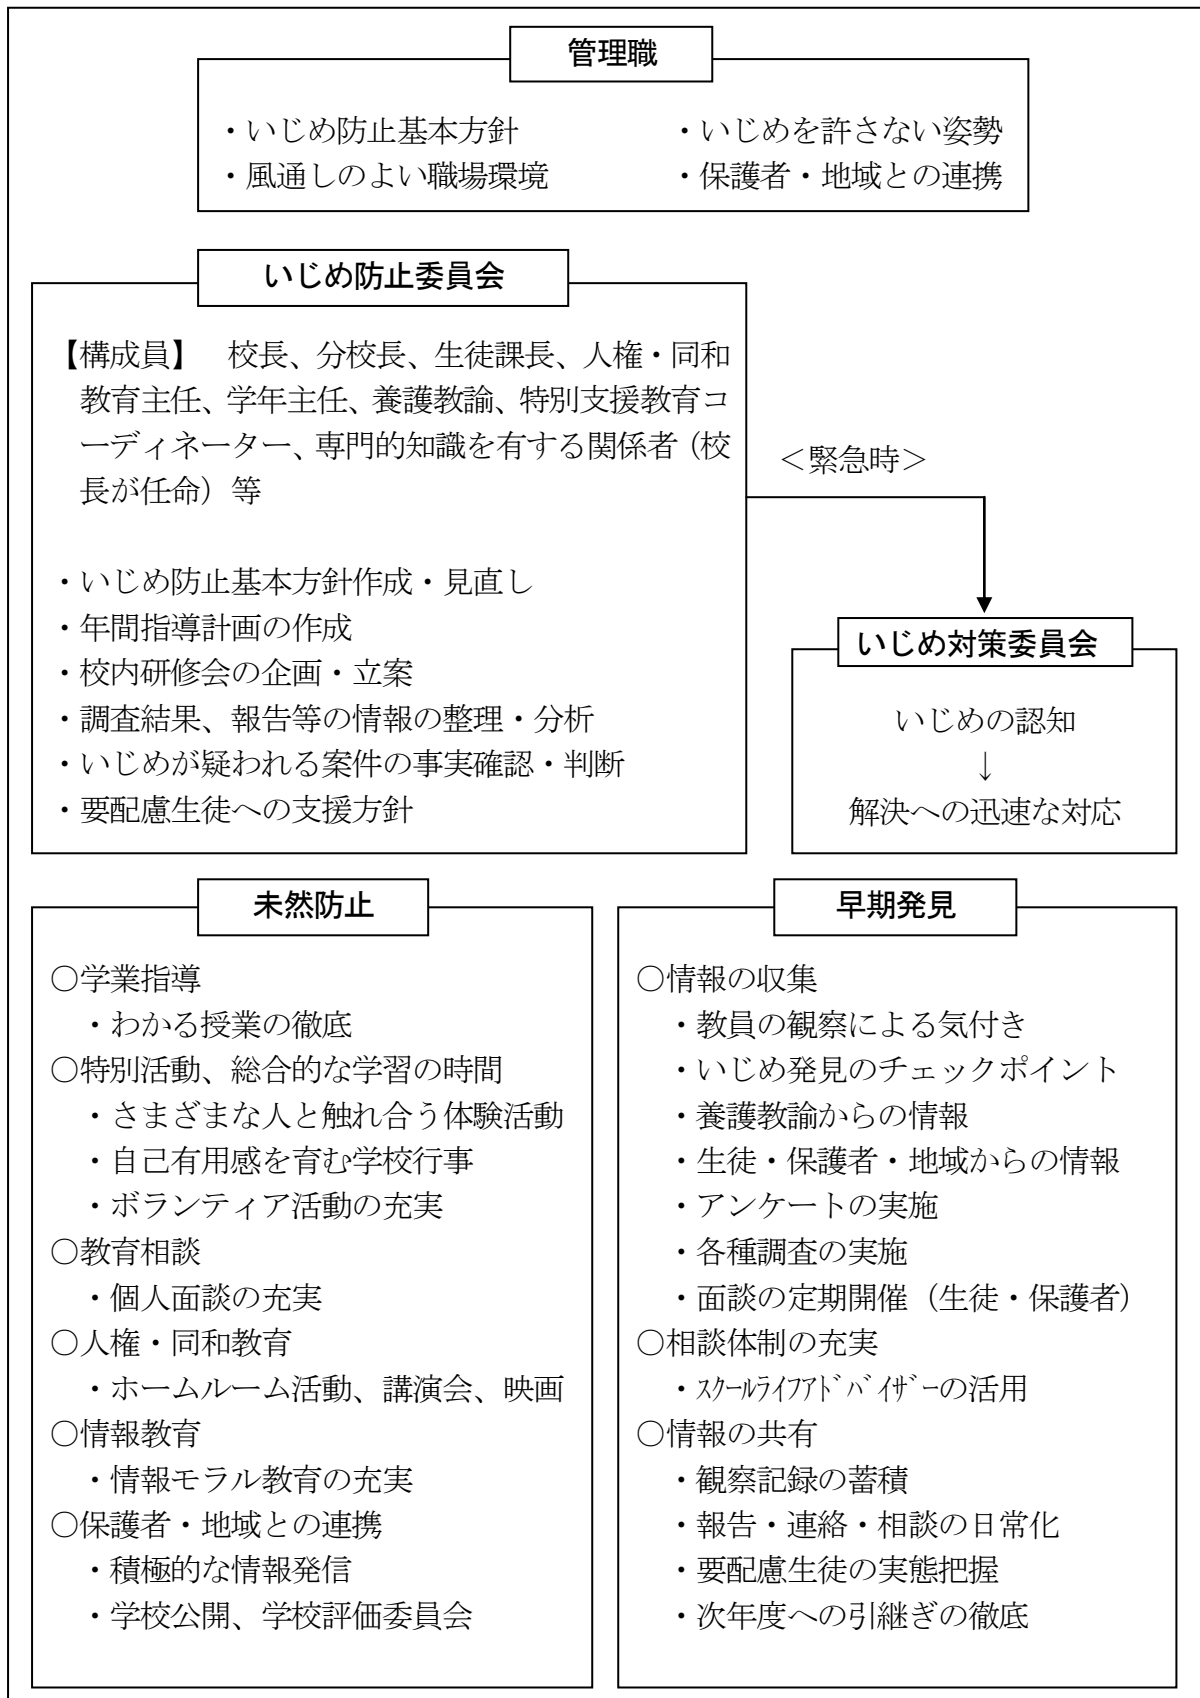 管理職
・いじめ防止基本方針　　　　　・いじめを許さない姿勢
・風通しのよい職場環境　　　　・保護者・地域との連携
いじめ防止委員会
【構成員】　校長、分校長、生徒課長、人権・同和
教育主任、学年主任、養護教諭、特別支援教育コ
ーディネーター、専門的知識を有する関係者（校
長が任命）等
・いじめ防止基本方針作成・見直し
・年間指導計画の作成
・校内研修会の企画・立案
・調査結果、報告等の情報の整理・分析
・いじめが疑われる案件の事実確認・判断
・要配慮生徒への支援方針
＜緊急時＞
いじめ対策委員会
いじめの認知
↓
解決への迅速な対応
未然防止
○学業指導
・わかる授業の徹底
○特別活動、総合的な学習の時間
・さまざまな人と触れ合う体験活動
・自己有用感を育む学校行事
・ボランティア活動の充実
○教育相談
・個人面談の充実
○人権・同和教育
・ホームルーム活動、講演会、映画
○情報教育
・情報モラル教育の充実
○保護者・地域との連携
・積極的な情報発信
・学校公開、学校評価委員会
早期発見
○情報の収集
・教員の観察による気付き
・いじめ発見のチェックポイント
・養護教諭からの情報
・生徒・保護者・地域からの情報
・アンケートの実施
・各種調査の実施
・面談の定期開催（生徒・保護者）
○相談体制の充実
・ｽｸｰﾙﾗｲﾌｱﾄﾞﾊﾞｲｻﾞｰの活用
○情報の共有
・観察記録の蓄積
・報告・連絡・相談の日常化
・要配慮生徒の実態把握
・次年度への引継ぎの徹底